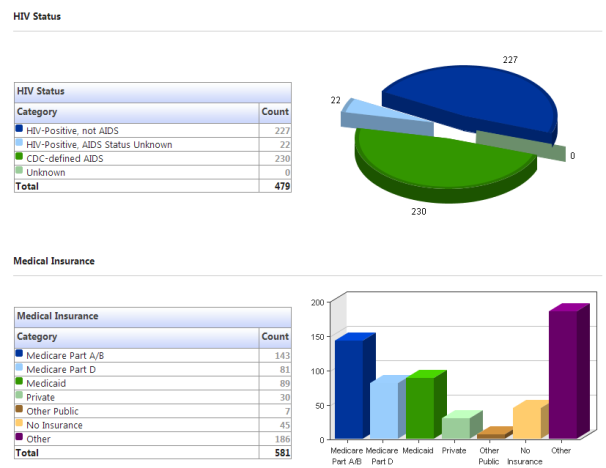 HIV Status
227
22
0
230
HIV Status
Category Count
HIV-Positive, not AIDS 227
HIV-Positive, AIDS Status Unknown 22
CDC-defined AIDS 230
Unknown 0
Total 479
Medical Insurance
Medical Insurance
Category Count
Medicare Part A/B 143
Medicare Part D 81
Medicaid 89
Private 30
Other Public 7
No Insurance 45
Other 186
Total 581
200
150
100
50
0
Medicare Medicare Medicaid Private Other No Other
Part A/B Part D Public Insurance